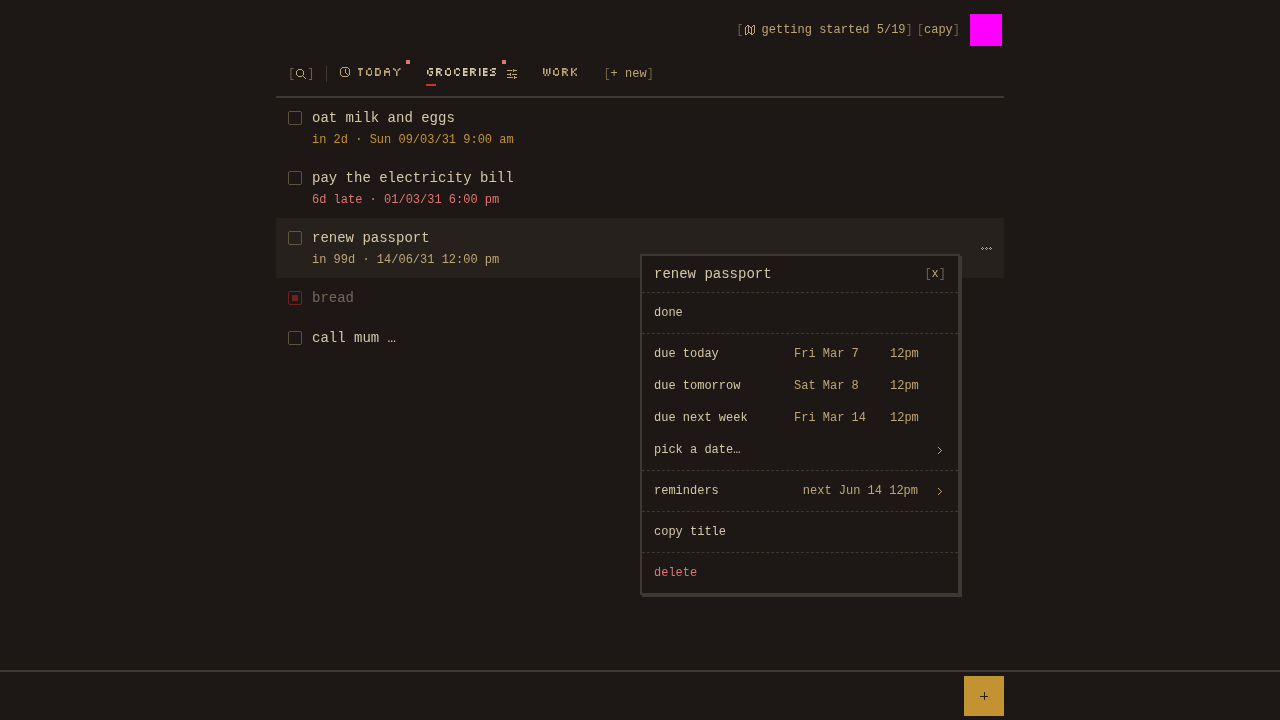 [getting started 5/19] [capy]
TODAY GROCERIES WORK [+ new]
oat milk and eggs
in 2d · Sun 09/03/31 9:00 am
pay the electricity bill
6d late · 01/03/31 6:00 pm
renew passport
in 99d · 14/06/31 12:00 pm
bread
call mum …
renew passport [x]
done
due today Fri Mar 7 12pm
due tomorrow Sat Mar 8 12pm
due next week Fri Mar 14 12pm
pick a date…
reminders next Jun 14 12pm
copy title
delete
+